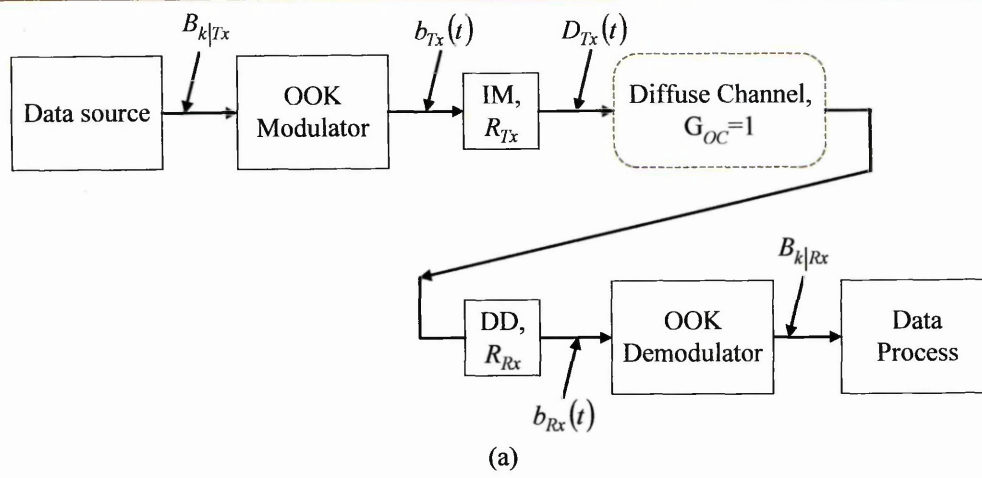 B_{k|Tx}
b_{Tx}(t)
D_{Tx}(t)
Data source
OOK
Modulator
IM,
R_{Tx}
Diffuse Channel,
G_{OC}=1
B_{k|Rx}
DD,
R_{Rx}
OOK
Demodulator
Data
Process
b_{Rx}(t)
(a)